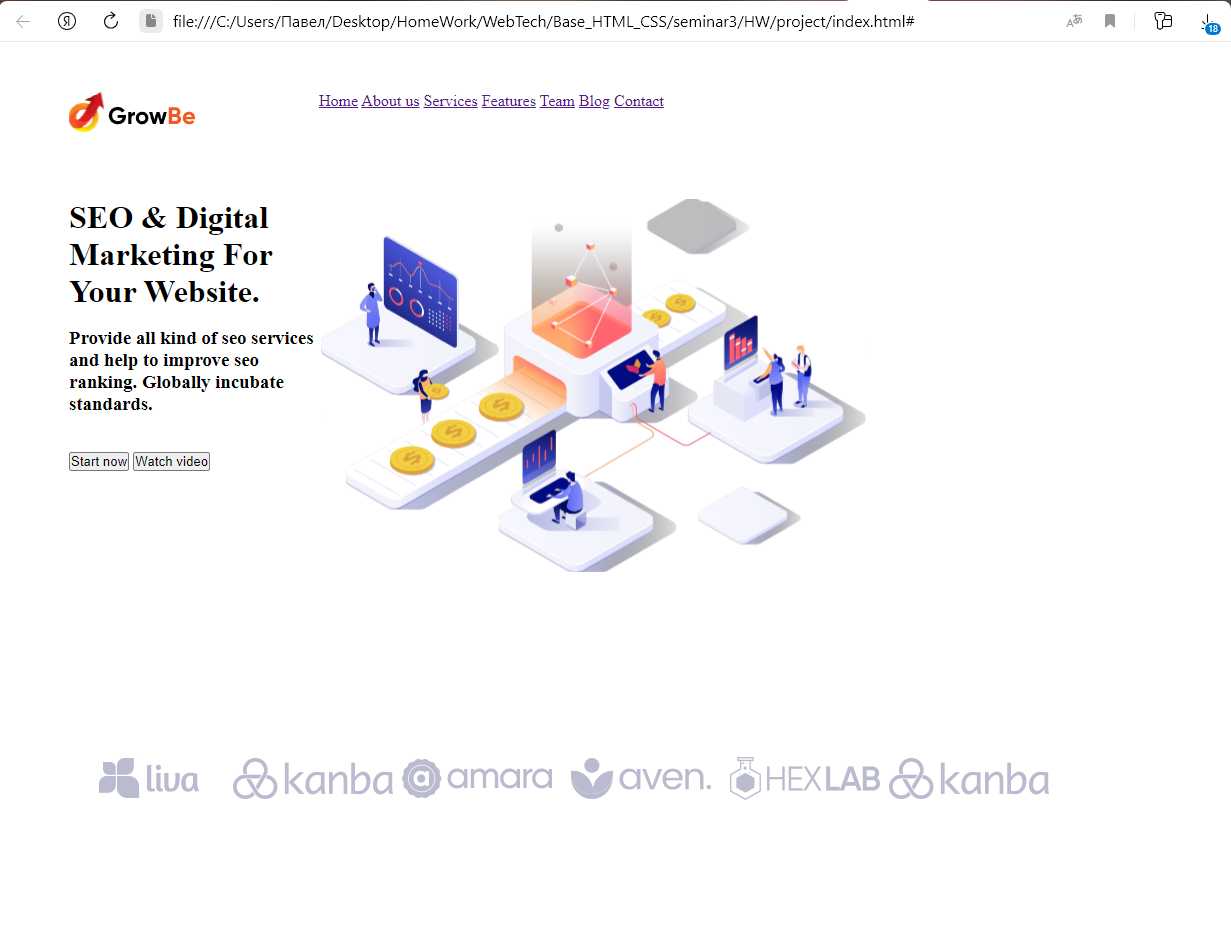 file:///C:/Users/Павел/Desktop/HomeWork/WebTech/Base_HTML_CSS/seminar3/HW/project/index.html#
18
GrowBe
Home About us Services Features Team Blog Contact
SEO & Digital
Marketing For
Your Website.
Provide all kind of seo services
and help to improve seo
ranking. Globally incubate
standards.
Start now Watch video
liva kanba amara aven. HEXLAB kanba